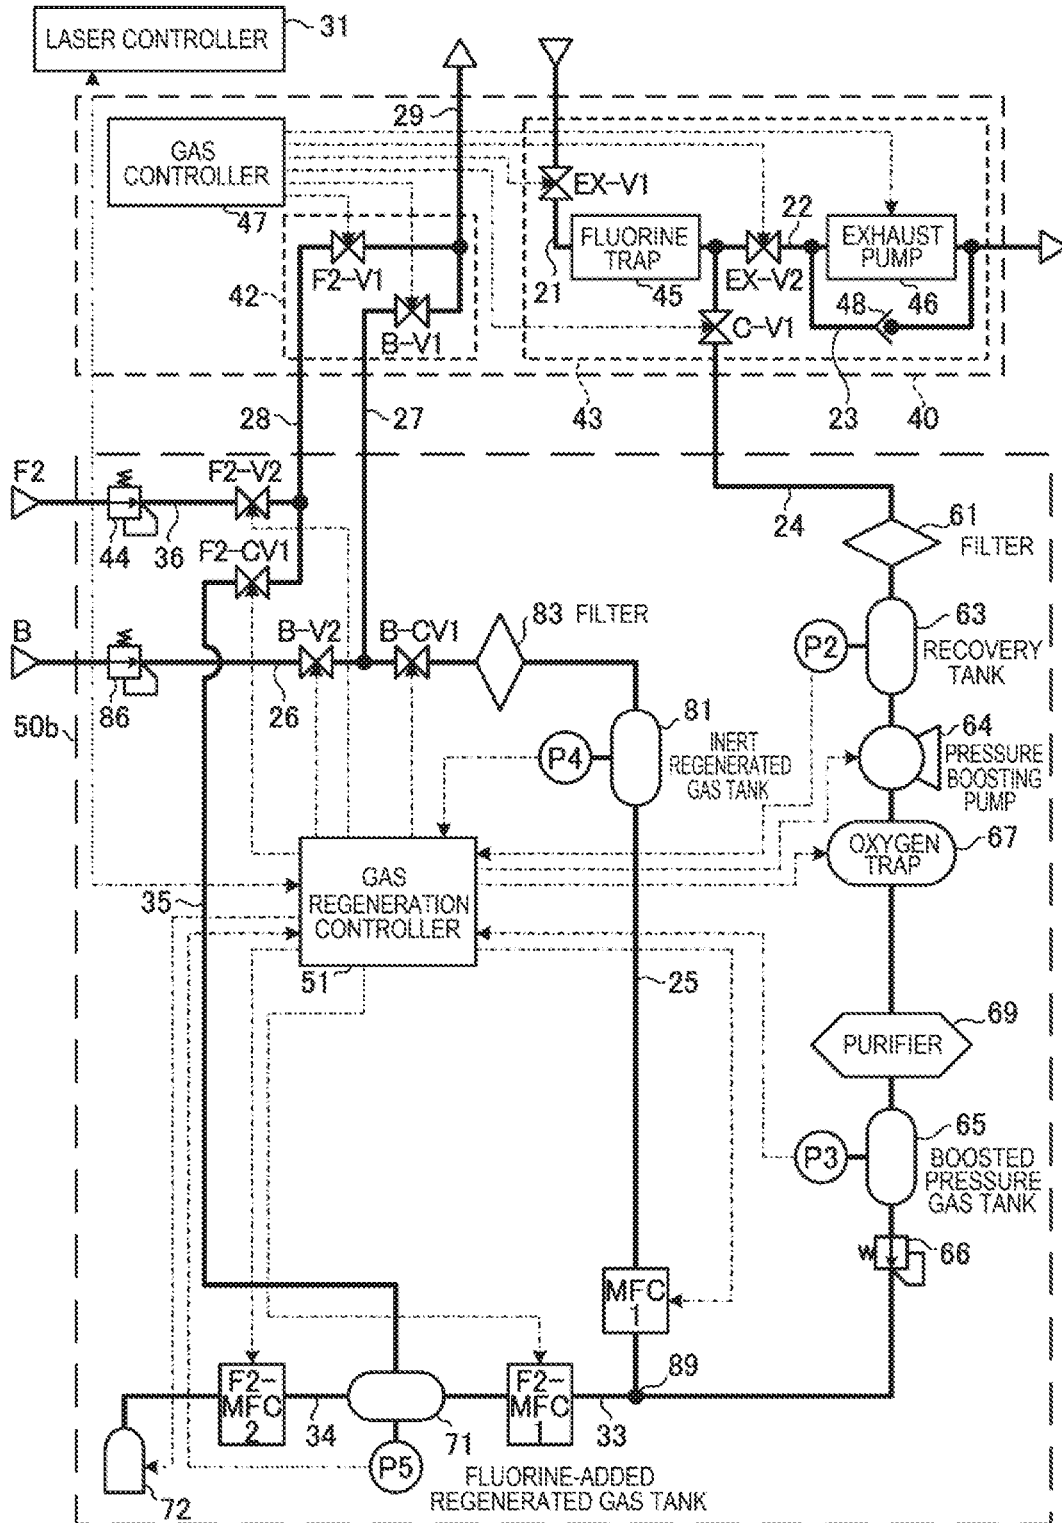 LASER CONTROLLER
31
29
GAS
CONTROLLER
47
EX-V1
22
FLUORINE
TRAP
EXHAUST
PUMP
F2-V1
42
21
45
EX-V2
48
46
B-V1
C-V1
28
27
43
23
40
F2
F2-V2
24
61
FILTER
44
36
F2-CV1
83 FILTER
63
B
B-V2
B-CV1
P2
RECOVERY
TANK
86
26
50b
81
64
P4
INERT
REGENERATED
GAS TANK
PRESSURE
BOOSTING
PUMP
OXYGEN
TRAP
67
GAS
REGENERATION
CONTROLLER
35
51
25
69
PURIFIER
65
P3
BOOSTED
PRESSURE
GAS TANK
W
66
MFC
1
89
F2-
MFC
2
F2-
MFC
1
34
71
33
P5
72
FLUORINE-ADDED
REGENERATED GAS TANK